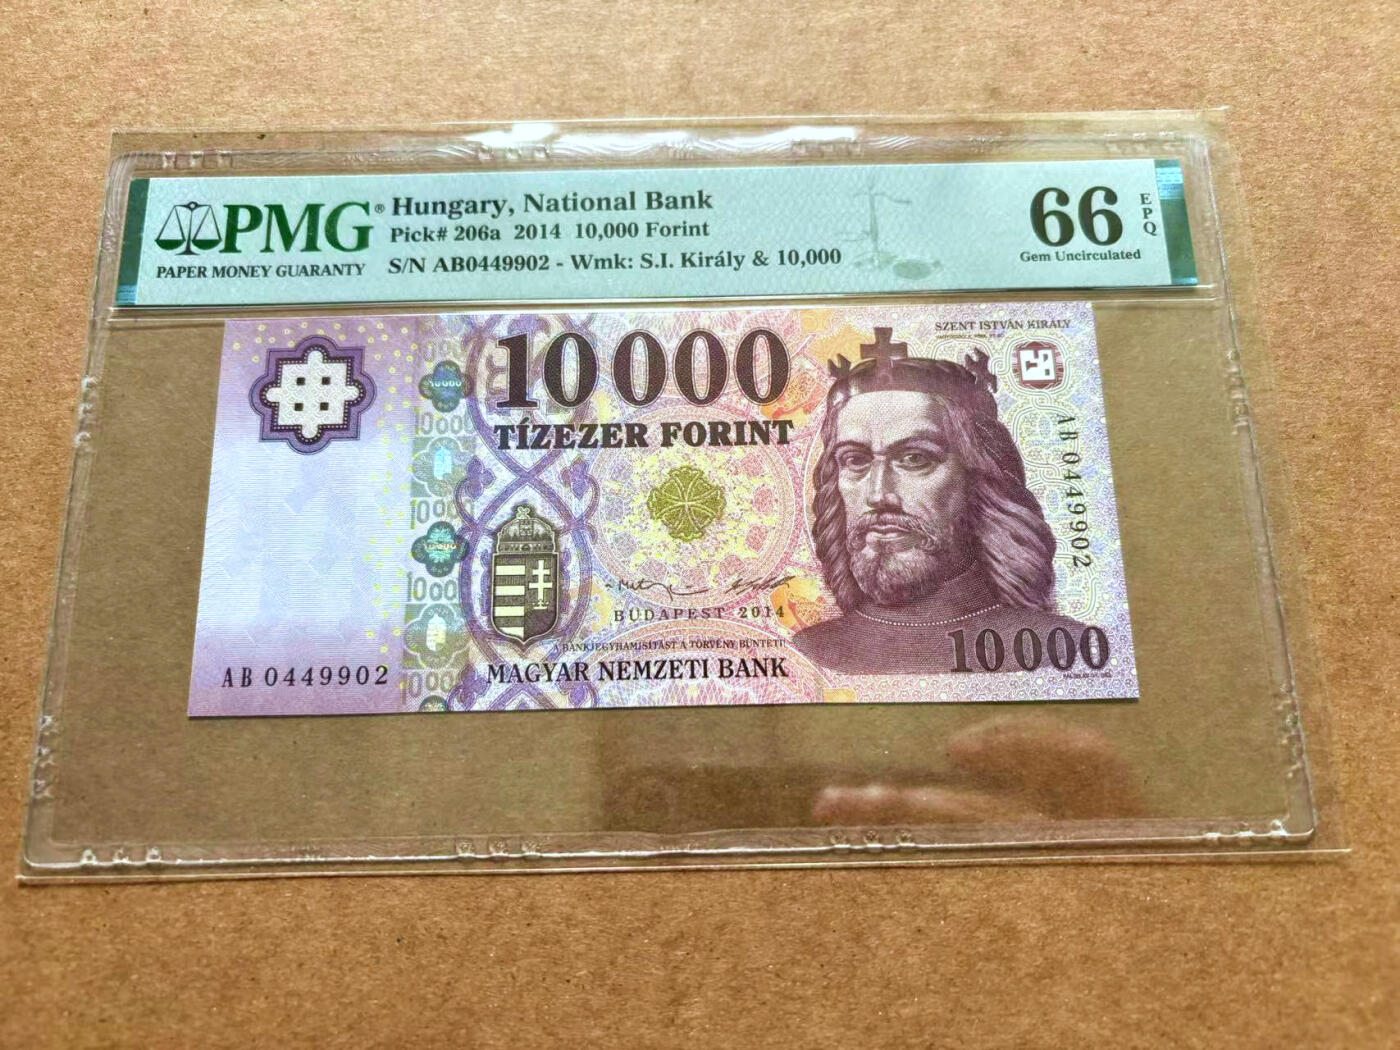 PMG®
PAPER MONEY GUARANTY
Hungary, National Bank
Pick# 206a 2014 10,000 Forint
S/N AB0449902 - Wmk: S.I. Király & 10,000
66
EPQ
Gem Uncirculated
10 000
TÍZEZER FORINT
SZENT ISTVÁN KIRÁLY
AB 0449902
BUDAPEST 2014
A BANKJEGYHAMISÍTÁST A TÖRVÉNY BÜNTETI!
MAGYAR NEMZETI BANK
10 000
AB 0449902